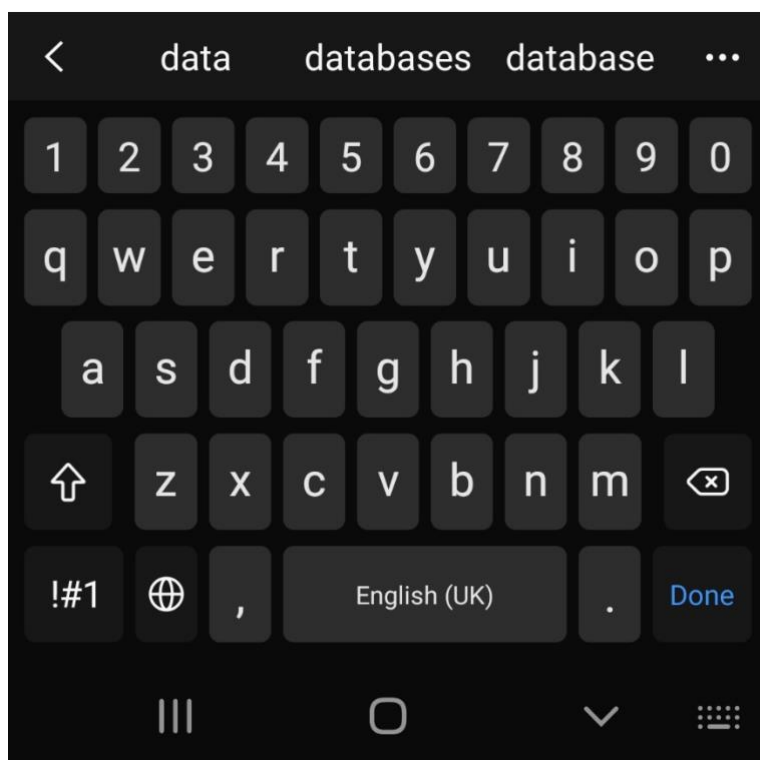 data databases database
1 2 3 4 5 6 7 8 9 0
q w e r t y u i o p
a s d f g h j k l
z x c v b n m
!#1 , English (UK) . Done